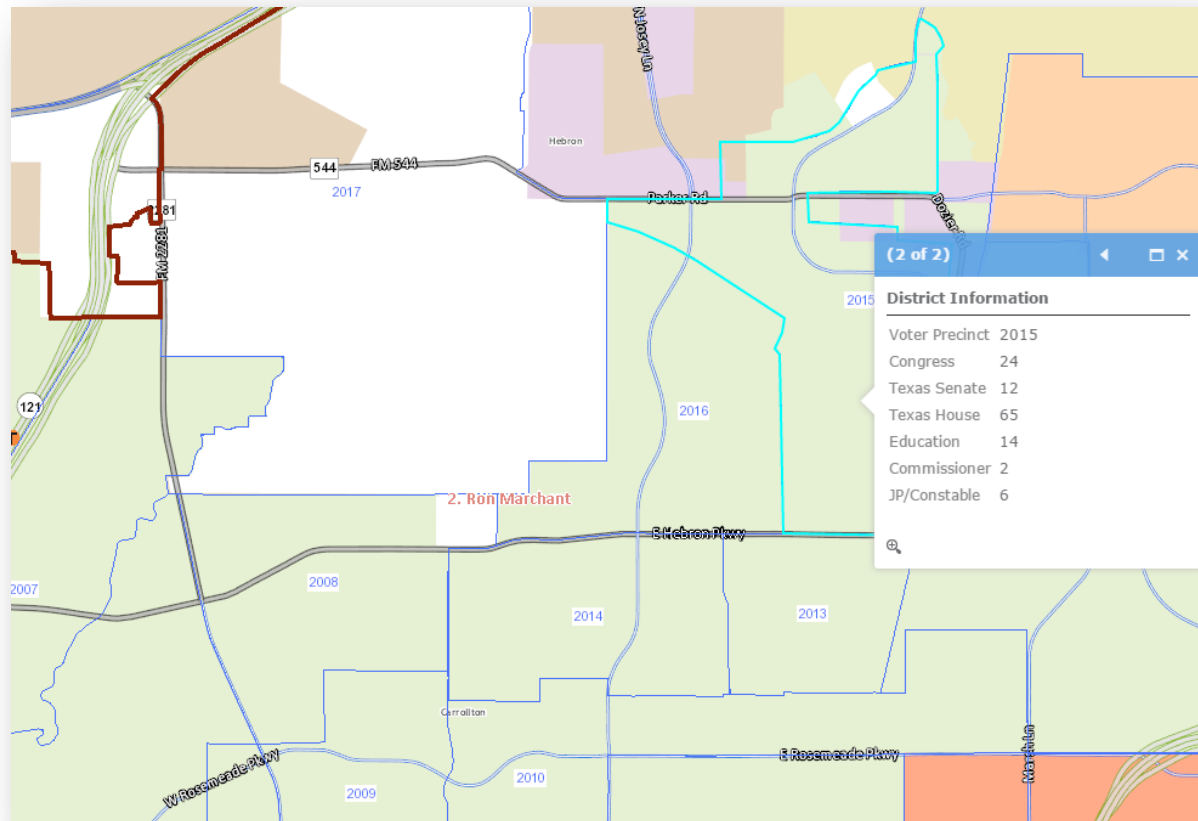 N Josey Ln
Hebron
544
FM 544
2017
2281
FM 2281
Parker Rd
Dozier Rd
(2 of 2)
District Information
Voter Precinct 2015
Congress 24
Texas Senate 12
Texas House 65
Education 14
Commissioner 2
JP/Constable 6
2015
121
2016
2. Ron Marchant
E Hebron Pkwy
2007
2008
2014
2013
Carrollton
W Rosemeade Pkwy
E Rosemeade Pkwy
Marsh Ln
2010
2009